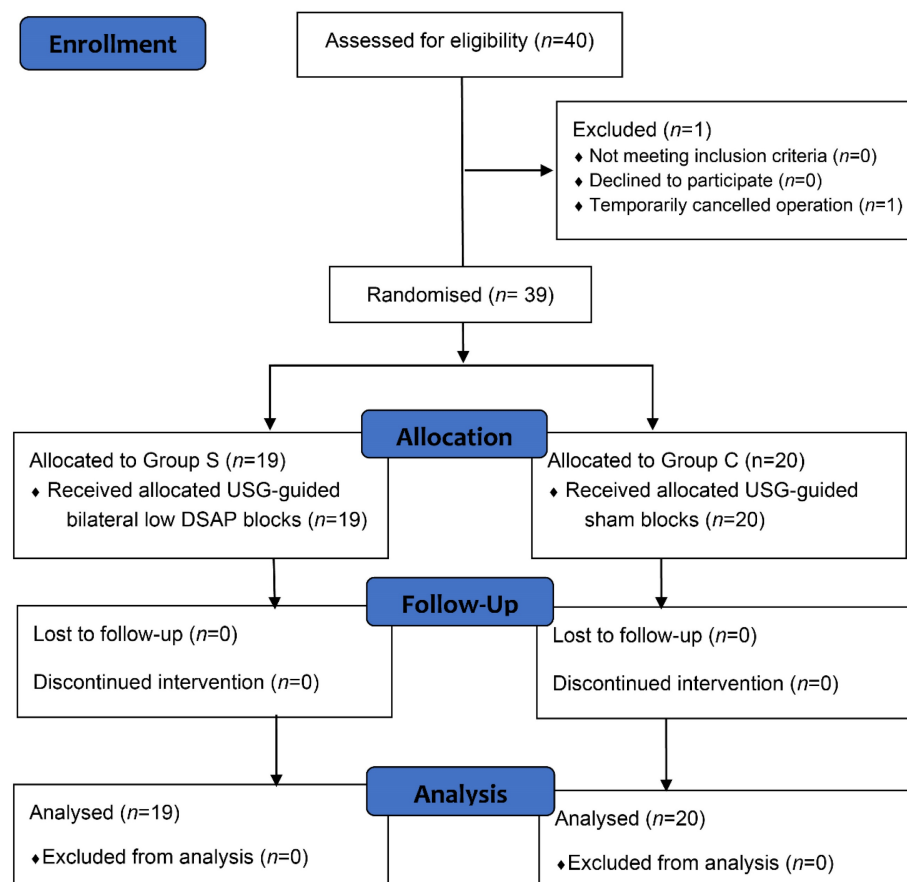 Enrollment
Assessed for eligibility (n=40)
Excluded (n=1)
♦ Not meeting inclusion criteria (n=0)
♦ Declined to participate (n=0)
♦ Temporarily cancelled operation (n=1)
Randomised (n= 39)
Allocation
Allocated to Group S (n=19)
♦ Received allocated USG-guided
bilateral low DSAP blocks (n=19)
Allocated to Group C (n=20)
♦ Received allocated USG-guided
sham blocks (n=20)
Follow-Up
Lost to follow-up (n=0)
Discontinued intervention (n=0)
Lost to follow-up (n=0)
Discontinued intervention (n=0)
Analysis
Analysed (n=19)
♦Excluded from analysis (n=0)
Analysed (n=20)
♦Excluded from analysis (n=0)